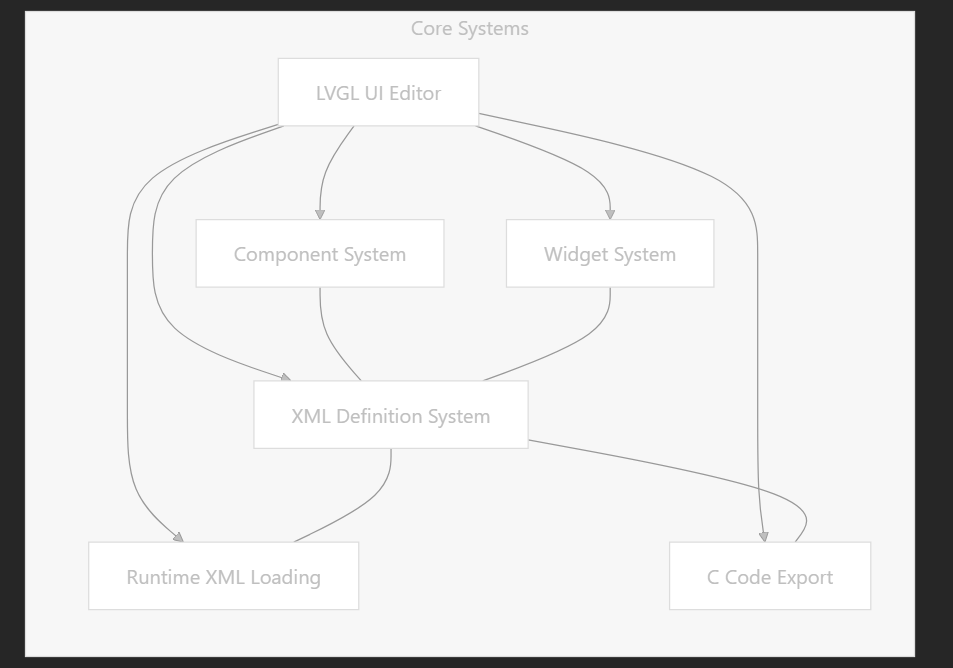 Core Systems
LVGL UI Editor
Component System
Widget System
XML Definition System
Runtime XML Loading
C Code Export